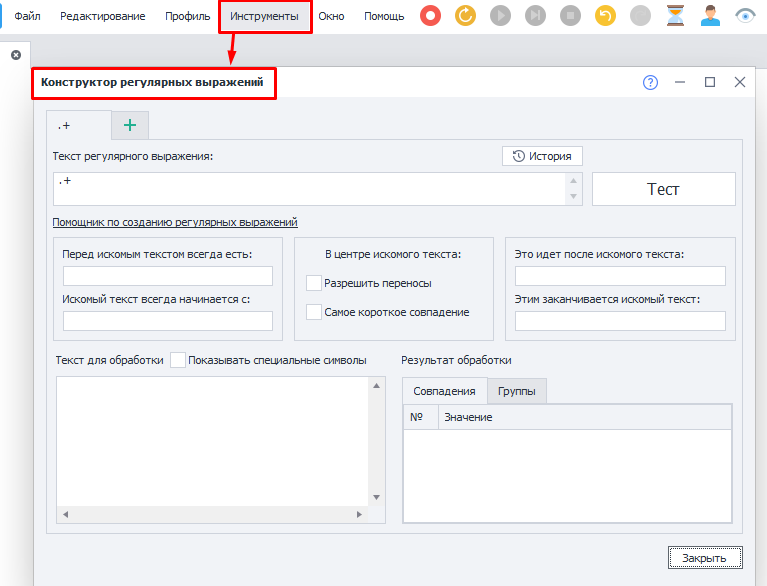 Файл Редактирование Профиль Инструменты Окно Помощь
Конструктор регулярных выражений
.+
Текст регулярного выражения:
История
.+
Тест
Помощник по созданию регулярных выражений
Перед искомым текстом всегда есть:
В центре искомого текста:
Это идет после искомого текста:
Разрешить переносы
Искомый текст всегда начинается с:
Самое короткое совпадение
Этим заканчивается искомый текст:
Текст для обработки Показывать специальные символы
Результат обработки
Совпадения Группы
№ Значение
Закрыть